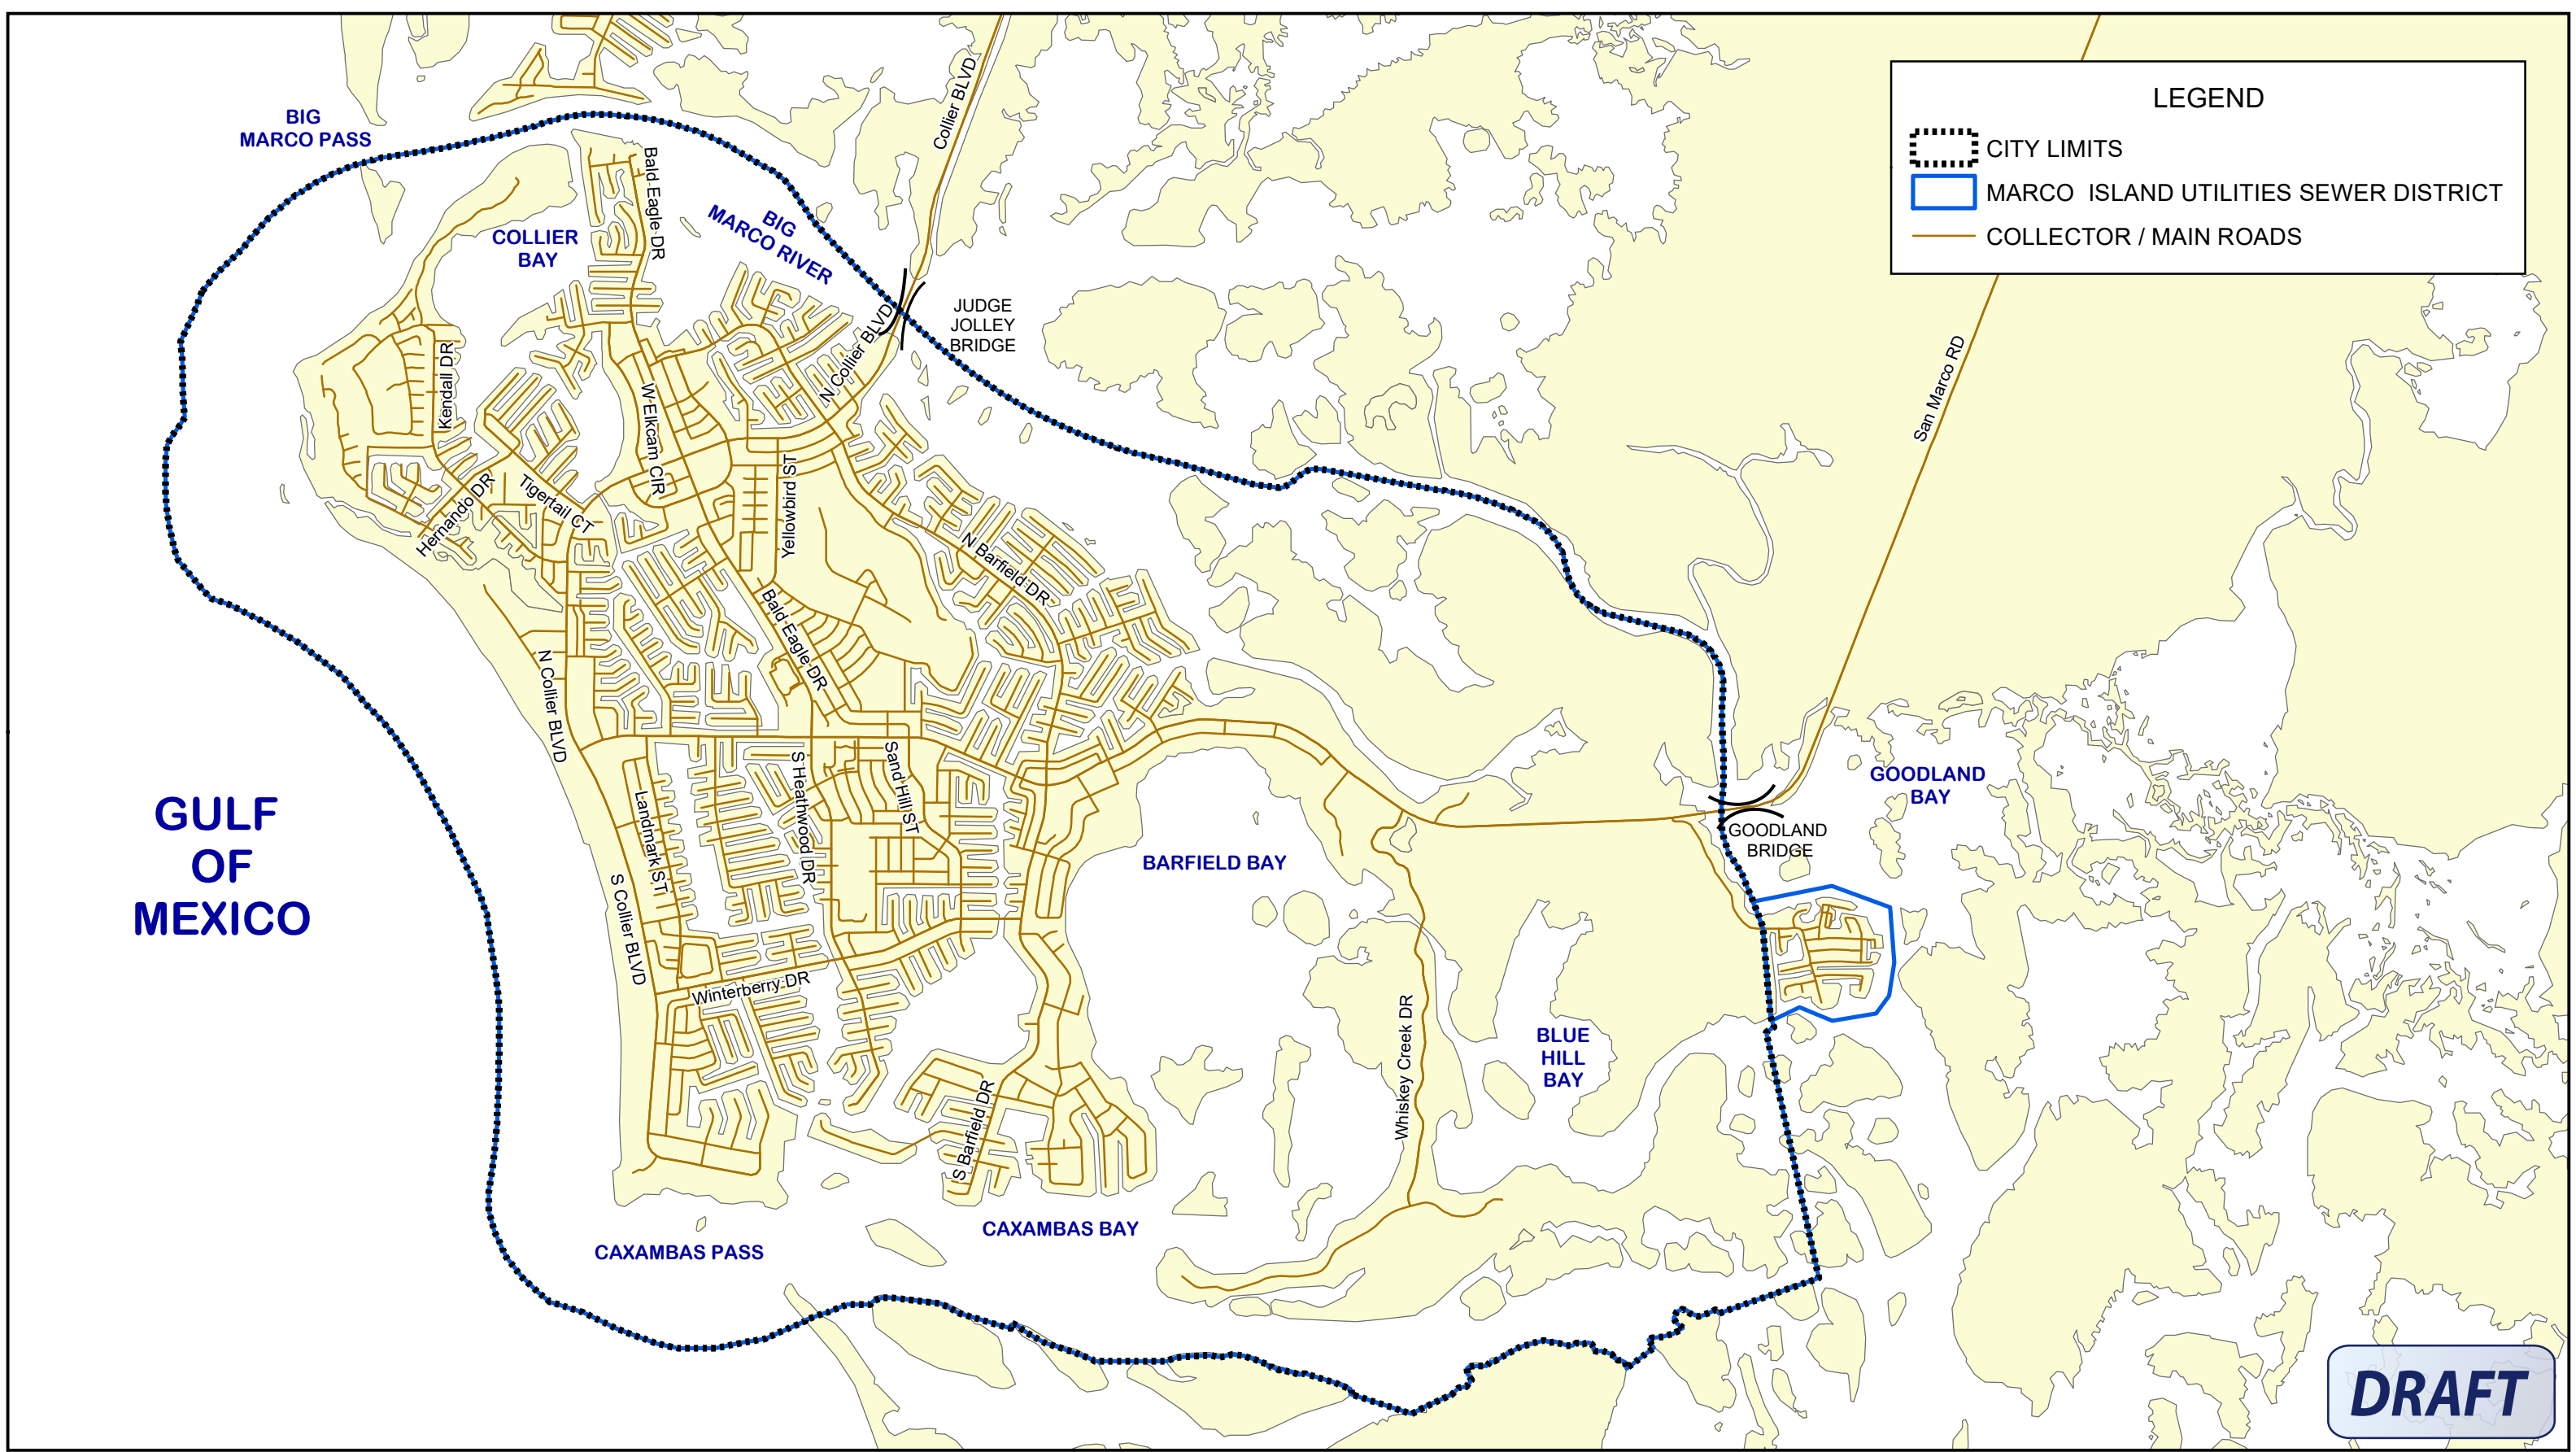 BIG
MARCO PASS
COLLIER
BAY
Bald Eagle DR
BIG
MARCO RIVER
Collier BLVD
JUDGE
JOLLEY
BRIDGE
N Collier BLVD
Kendall DR
W Elkcam CIR
Yellowbird ST
Hernando DR
Tigertail CT
N Barfield DR
Bald Eagle DR
N Collier BLVD
S Heathwood DR
Sand Hill ST
Landmark ST
S Collier BLVD
Winterberry DR
S Barfield DR
GULF
OF
MEXICO
BARFIELD BAY
Whiskey Creek DR
BLUE
HILL
BAY
CAXAMBAS PASS
CAXAMBAS BAY
San Marco RD
GOODLAND
BAY
GOODLAND
BRIDGE
LEGEND
CITY LIMITS
MARCO ISLAND UTILITIES SEWER DISTRICT
COLLECTOR / MAIN ROADS
DRAFT